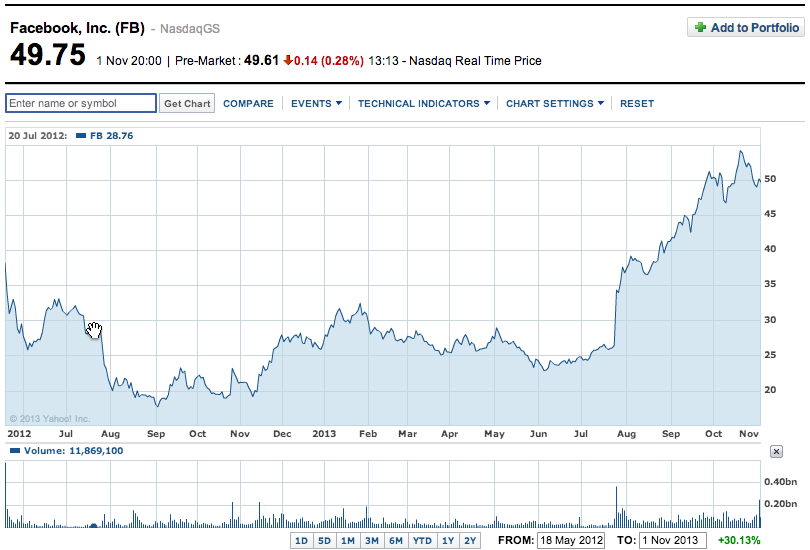 Facebook, Inc. (FB) - NasdaqGS
Add to Portfolio
49.75 1 Nov 20:00 | Pre-Market : 49.61 0.14 (0.28%) 13:13 - Nasdaq Real Time Price
Enter name or symbol Get Chart COMPARE EVENTS TECHNICAL INDICATORS CHART SETTINGS RESET
20 Jul 2012: FB 28.76
50
45
40
35
30
25
20
© 2013 Yahoo! Inc.
2012 Jul Aug Sep Oct Nov Dec 2013 Feb Mar Apr May Jun Jul Aug Sep Oct Nov
Volume: 11,869,100
0.40bn
0.20bn
1D 5D 1M 3M 6M YTD 1Y 2Y FROM: 18 May 2012 TO: 1 Nov 2013 +30.13%